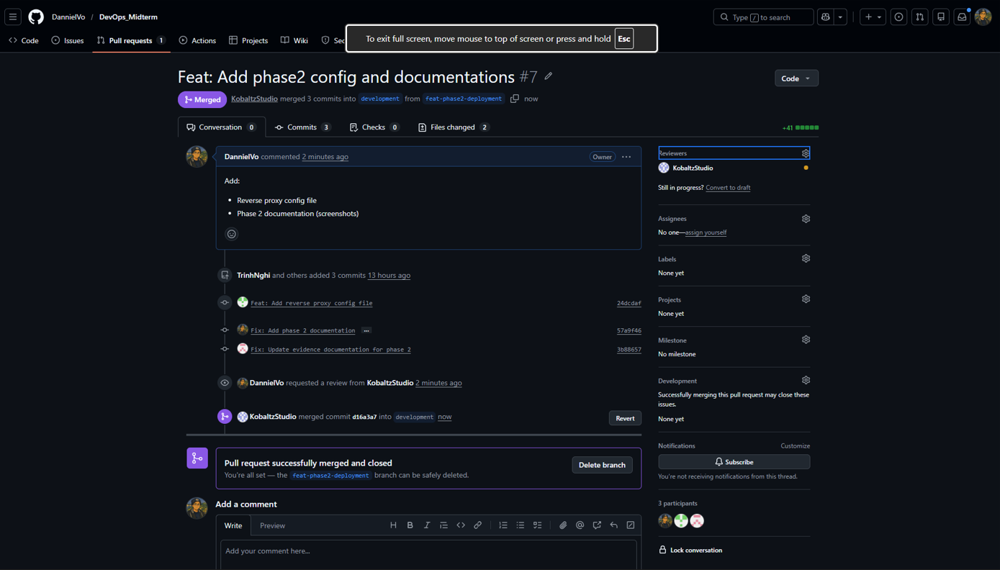 DannielVo / DevOps_Midterm
Type / to search
Code Issues Pull requests 1 Actions Projects Wiki Sec
To exit full screen, move mouse to top of screen or press and hold Esc
Feat: Add phase2 config and documentations #7
Code
Merged KobaltzStudio merged 3 commits into development from feat-phase2-deployment now
Conversation 0 Commits 3 Checks 0 Files changed 2
+41
DannielVo commented 2 minutes ago
Owner
Add:
Reverse proxy config file
Phase 2 documentation (screenshots)
TrinhNghi and others added 3 commits 13 hours ago
Feat: Add reverse proxy config file 24dcdaf
Fix: Add phase 2 documentation ... 57a9f46
Fix: Update evidence documentation for phase 2 3b88657
DannielVo requested a review from KobaltzStudio 2 minutes ago
KobaltzStudio merged commit d16a3a7 into development now
Revert
Pull request successfully merged and closed
You're all set — the feat-phase2-deployment branch can be safely deleted.
Delete branch
Add a comment
Write Preview
Add your comment here...
Reviewers
KobaltzStudio
Still in progress? Convert to draft
Assignees
No one—assign yourself
Labels
None yet
Projects
None yet
Milestone
No milestone
Development
Successfully merging this pull request may close these
issues.
None yet
Notifications Customize
Subscribe
You're not receiving notifications from this thread.
3 participants
Lock conversation